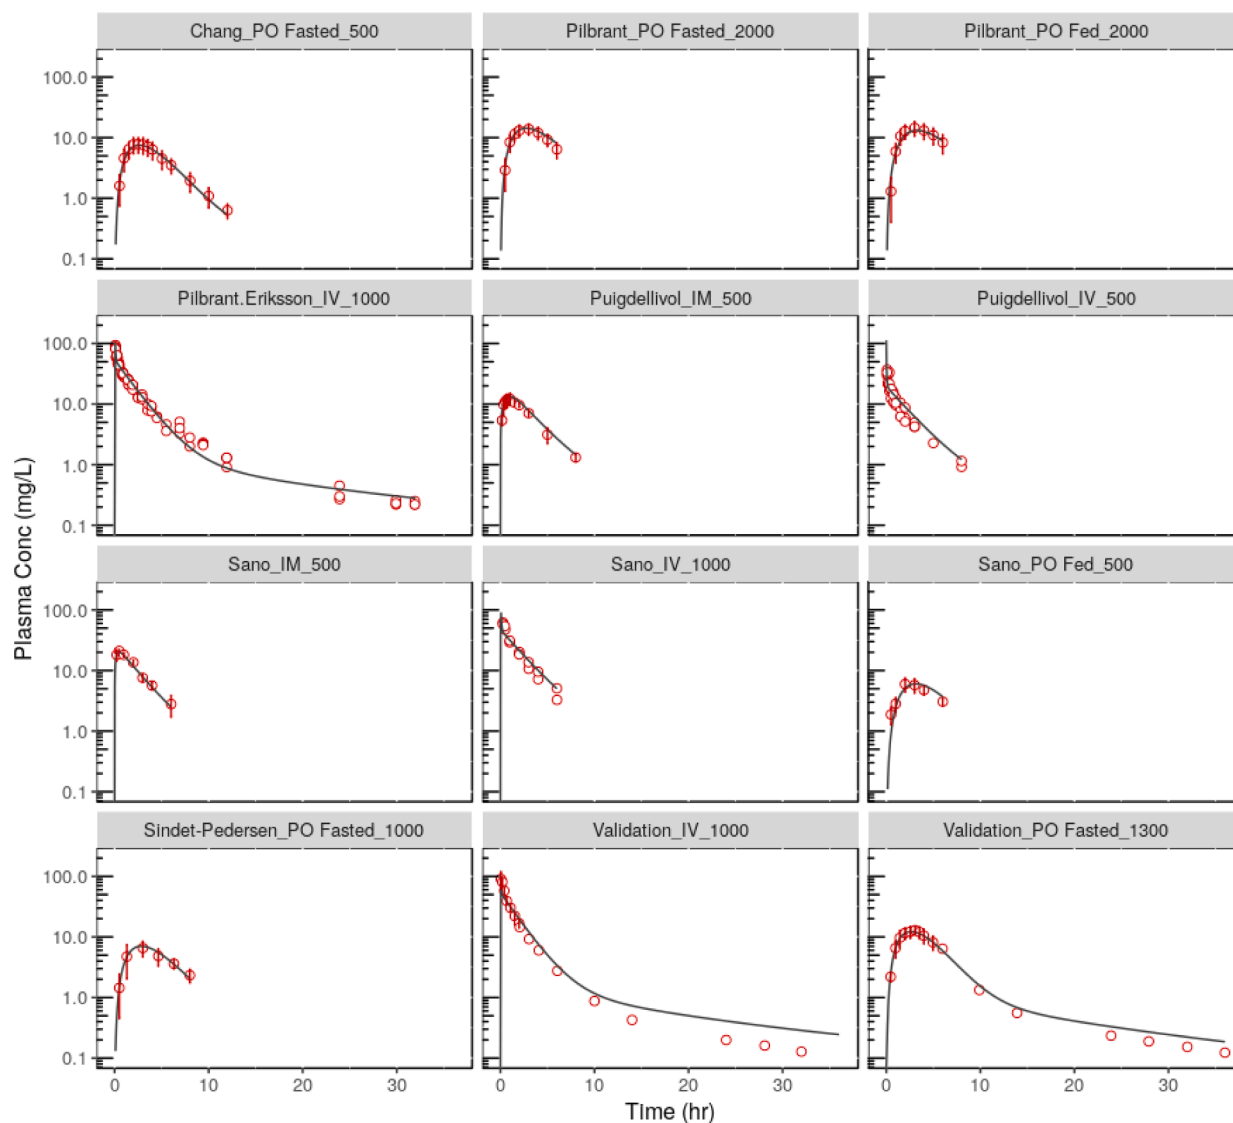 Chang_PO Fasted_500
Pilbrant_PO Fasted_2000
Pilbrant_PO Fed_2000
100.0
10.0
1.0
0.1
Pilbrant.Eriksson_IV_1000
Puigdellivol_IM_500
Puigdellivol_IV_500
100.0
10.0
1.0
0.1
Plasma Conc (mg/L)
Sano_IM_500
Sano_IV_1000
Sano_PO Fed_500
100.0
10.0
1.0
0.1
Sindet-Pedersen_PO Fasted_1000
Validation_IV_1000
Validation_PO Fasted_1300
100.0
10.0
1.0
0.1
0 10 20 30 0 10 20 30 0 10 20 30
Time (hr)